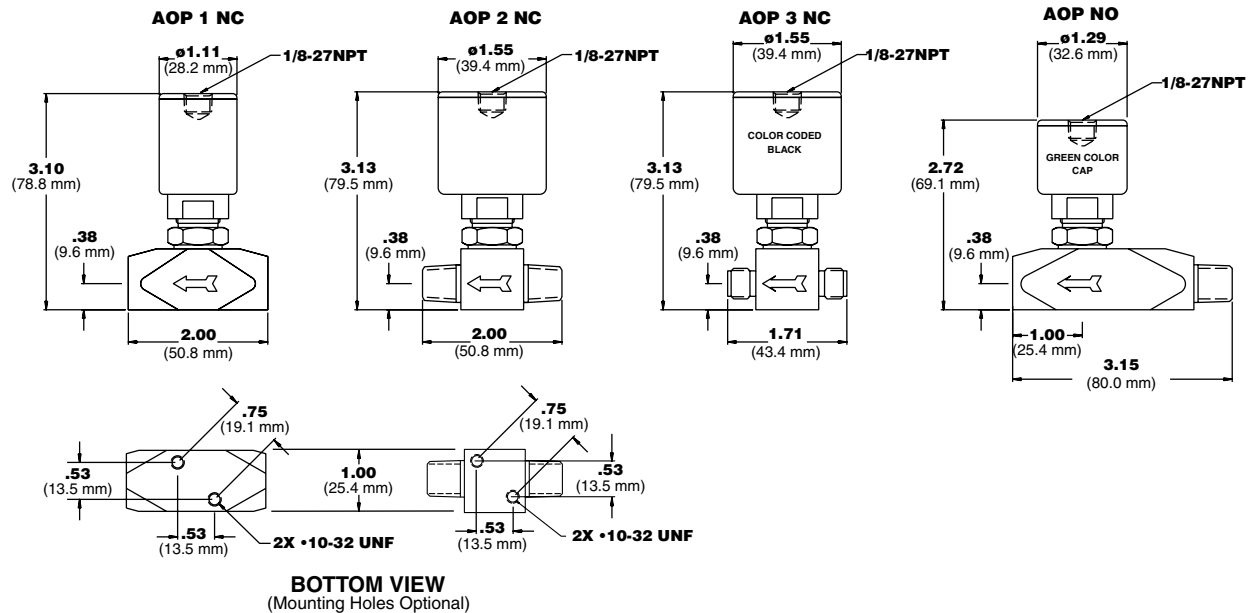 AOP 1 NC
ø1.11
(28.2 mm)
1/8-27NPT
3.10
(78.8 mm)
.38
(9.6 mm)
2.00
(50.8 mm)
AOP 2 NC
ø1.55
(39.4 mm)
1/8-27NPT
3.13
(79.5 mm)
.38
(9.6 mm)
2.00
(50.8 mm)
AOP 3 NC
ø1.55
(39.4 mm)
1/8-27NPT
COLOR CODED
BLACK
3.13
(79.5 mm)
.38
(9.6 mm)
1.71
(43.4 mm)
AOP NO
ø1.29
(32.6 mm)
1/8-27NPT
GREEN COLOR
CAP
2.72
(69.1 mm)
.38
(9.6 mm)
1.00
(25.4 mm)
3.15
(80.0 mm)
.75
(19.1 mm)
.53
(13.5 mm)
.53
(13.5 mm)
2X •10-32 UNF
1.00
(25.4 mm)
.75
(19.1 mm)
.53
(13.5 mm)
.53
(13.5 mm)
2X •10-32 UNF
BOTTOM VIEW
(Mounting Holes Optional)